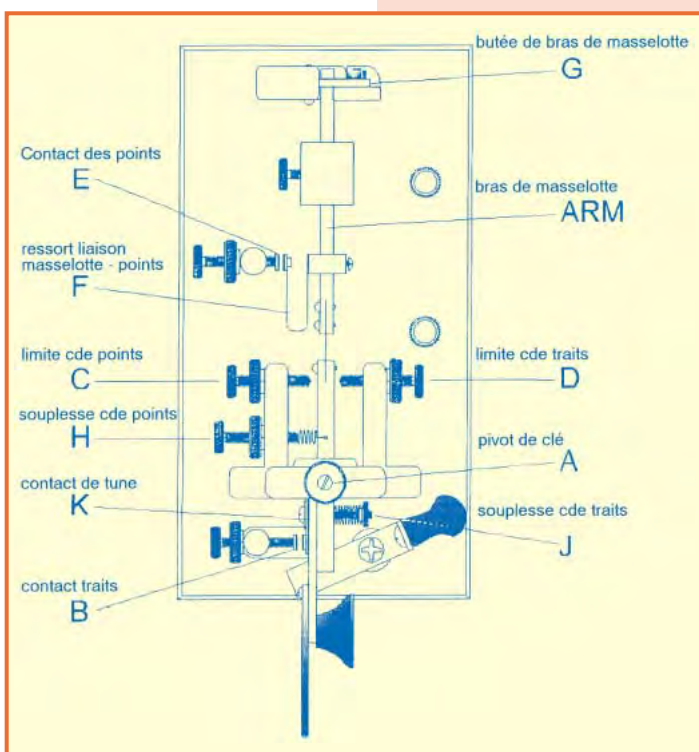 butée de bras de masselotte
G
Contact des points
E
bras de masselotte
ARM
ressort liaison
masselotte - points
F
limite cde points
C
limite cde traits
D
souplesse cde points
H
pivot de clé
A
contact de tune
K
souplesse cde traits
J
contact traits
B